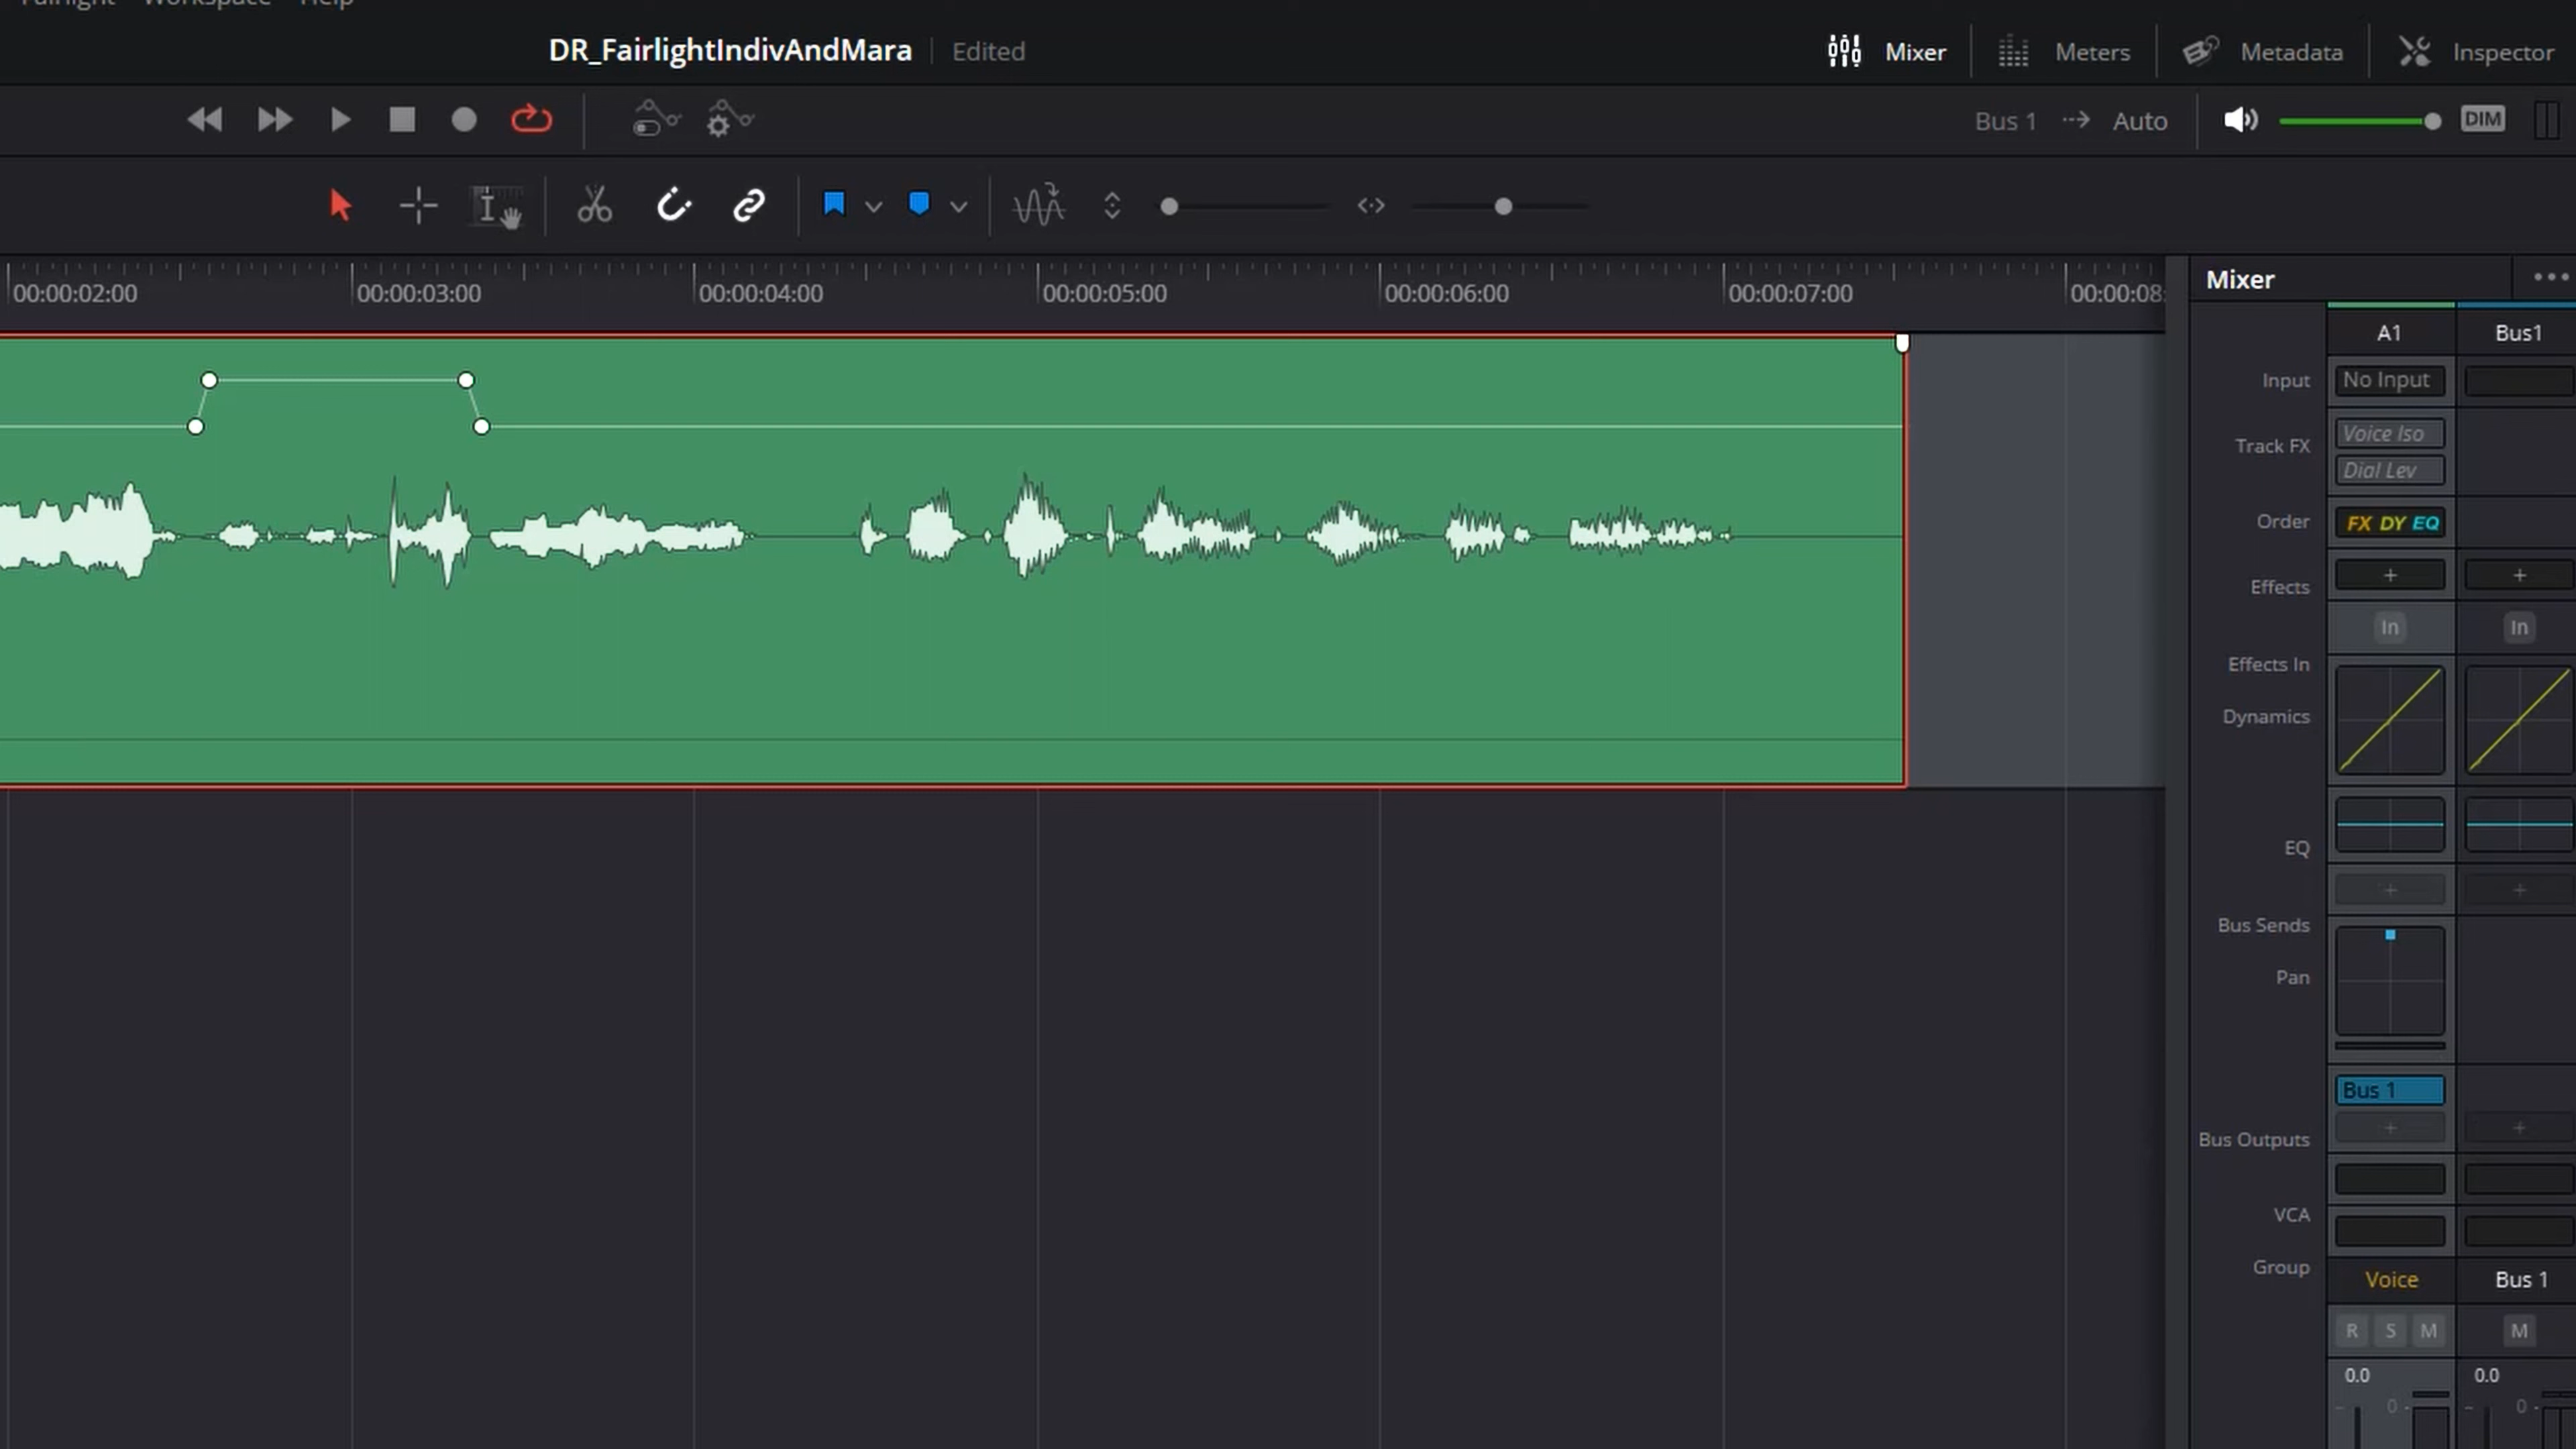 Fairlight Workspace Help
DR_FairlightIndivAndMara Edited Mixer Meters Metadata Inspector
Bus 1 Auto DIM
00:00:02:00 00:00:03:00 00:00:04:00 00:00:05:00 00:00:06:00 00:00:07:00 00:00:08:
Mixer
A1 Bus1
Input No Input
Track FX Voice Iso
Dial Lev
Order FX DY EQ
Effects + +
In In
Effects In
Dynamics
EQ
+ +
Bus Sends
Pan
Bus 1
+ +
Bus Outputs
VCA
Group
Voice Bus 1
R S M M
0.0 0.0
0 0